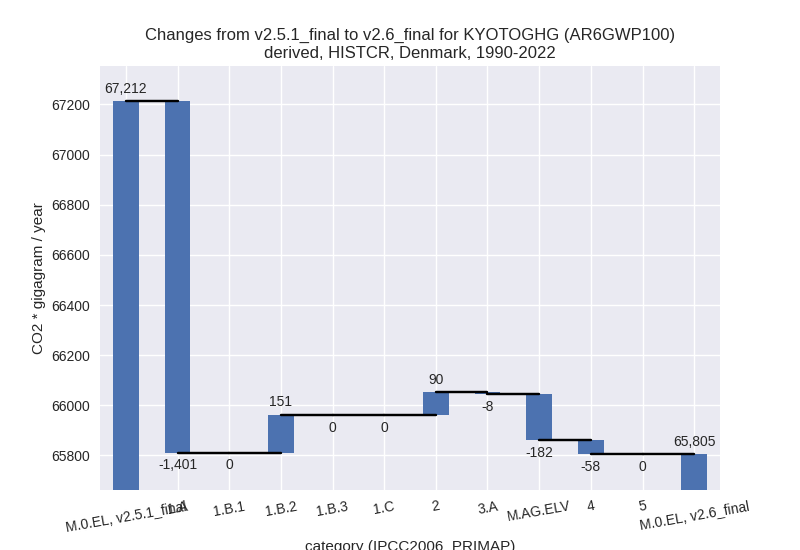 Changes from v2.5.1_final to v2.6_final for KYOTOGHG (AR6GWP100)
derived, HISTCR, Denmark, 1990-2022
CO2 * gigagram / year
67200
67000
66800
66600
66400
66200
66000
65800
67,212
-1,401
0
151
0
0
90
-8
-182
-58
0
65,805
M.0.EL, v2.5.1_final
1.A
1.B.1
1.B.2
1.B.3
1.C
2
3.A
M.AG.ELV
4
5
M.0.EL, v2.6_final
category (IPCC2006_PRIMAP)